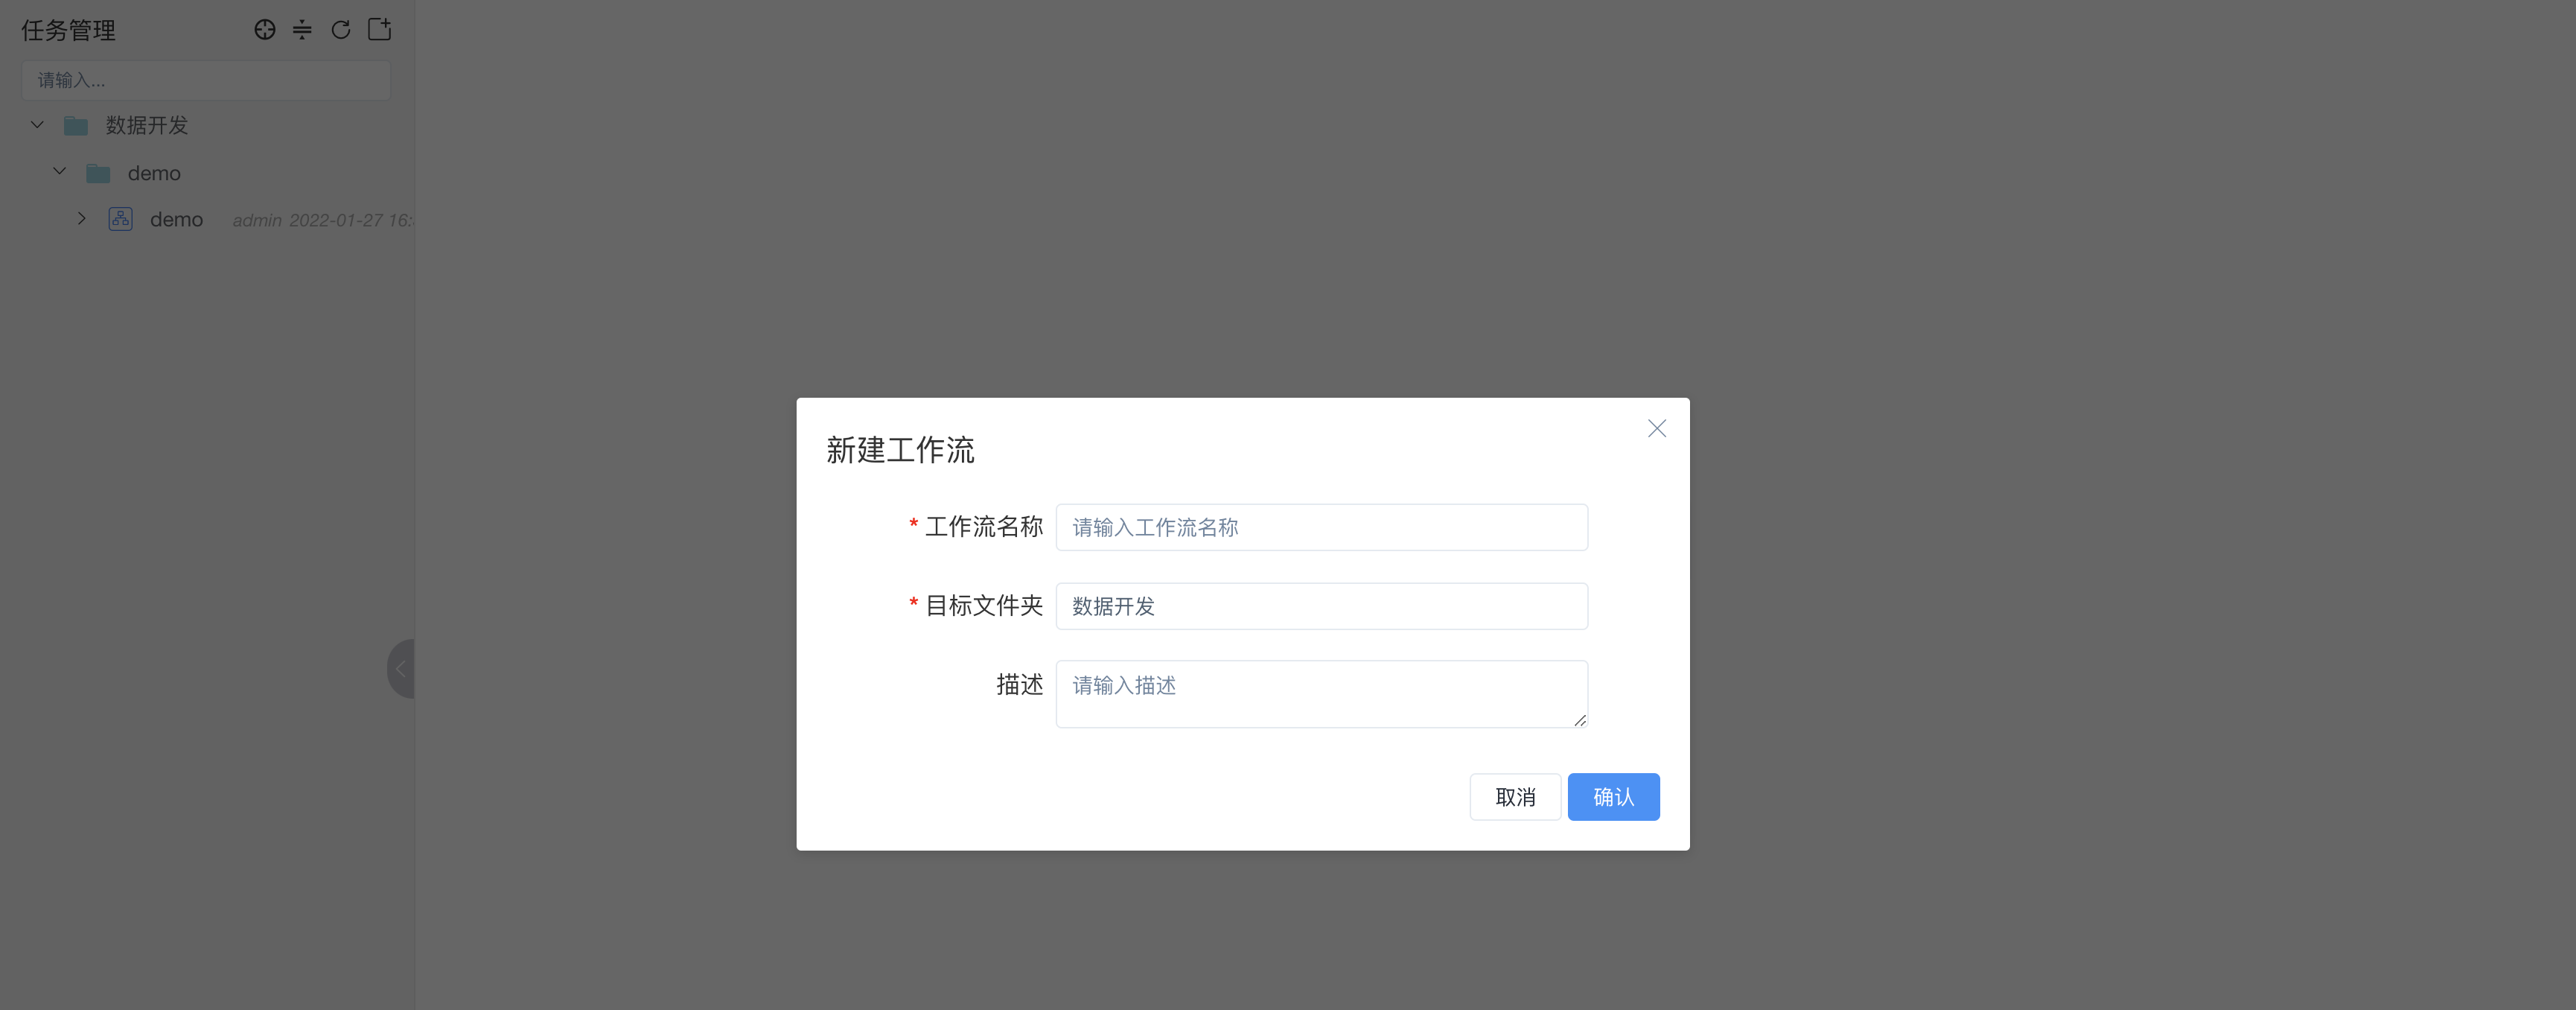 任务管理
请输入...
数据开发
demo
demo admin 2022-01-27 16:
新建工作流
* 工作流名称 请输入工作流名称
* 目标文件夹 数据开发
描述 请输入描述
取消 确认